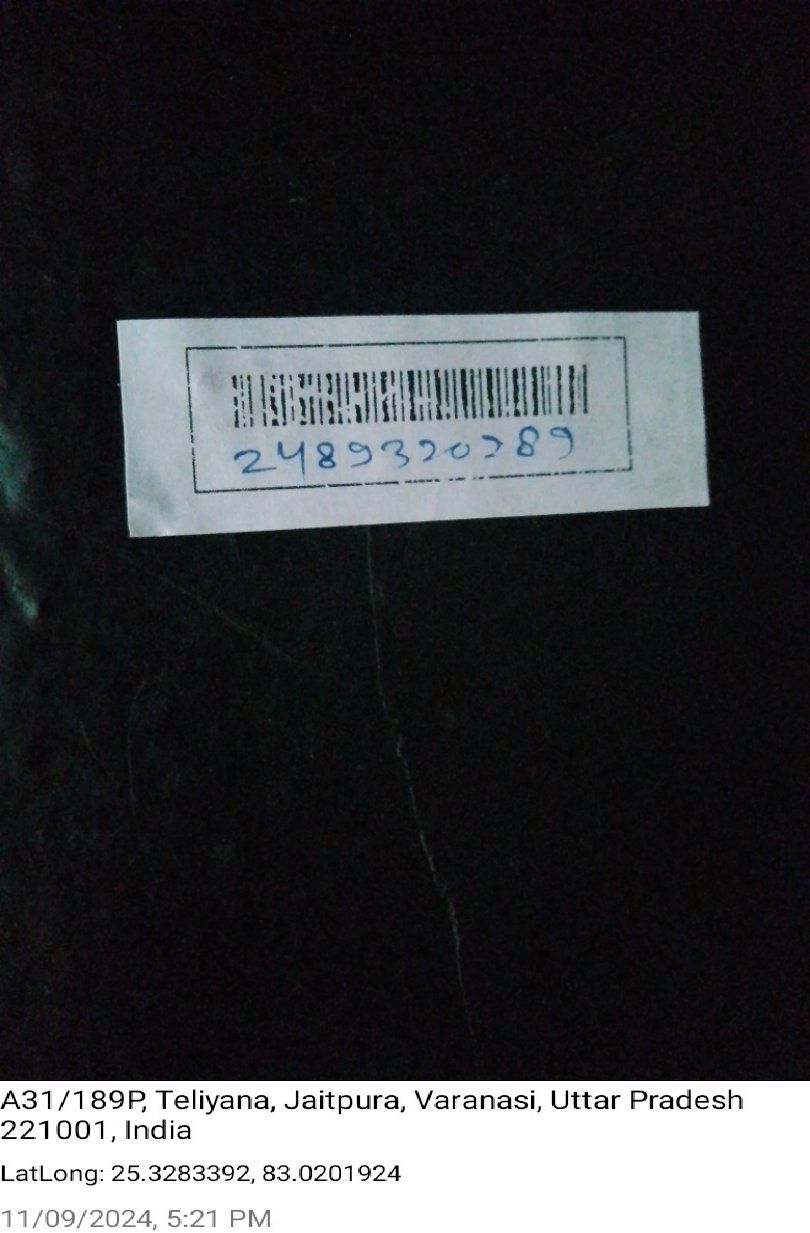 2489370789
A31/189P, Teliyana, Jaitpura, Varanasi, Uttar Pradesh
221001, India
LatLong: 25.3283392, 83.0201924
11/09/2024, 5:21 PM